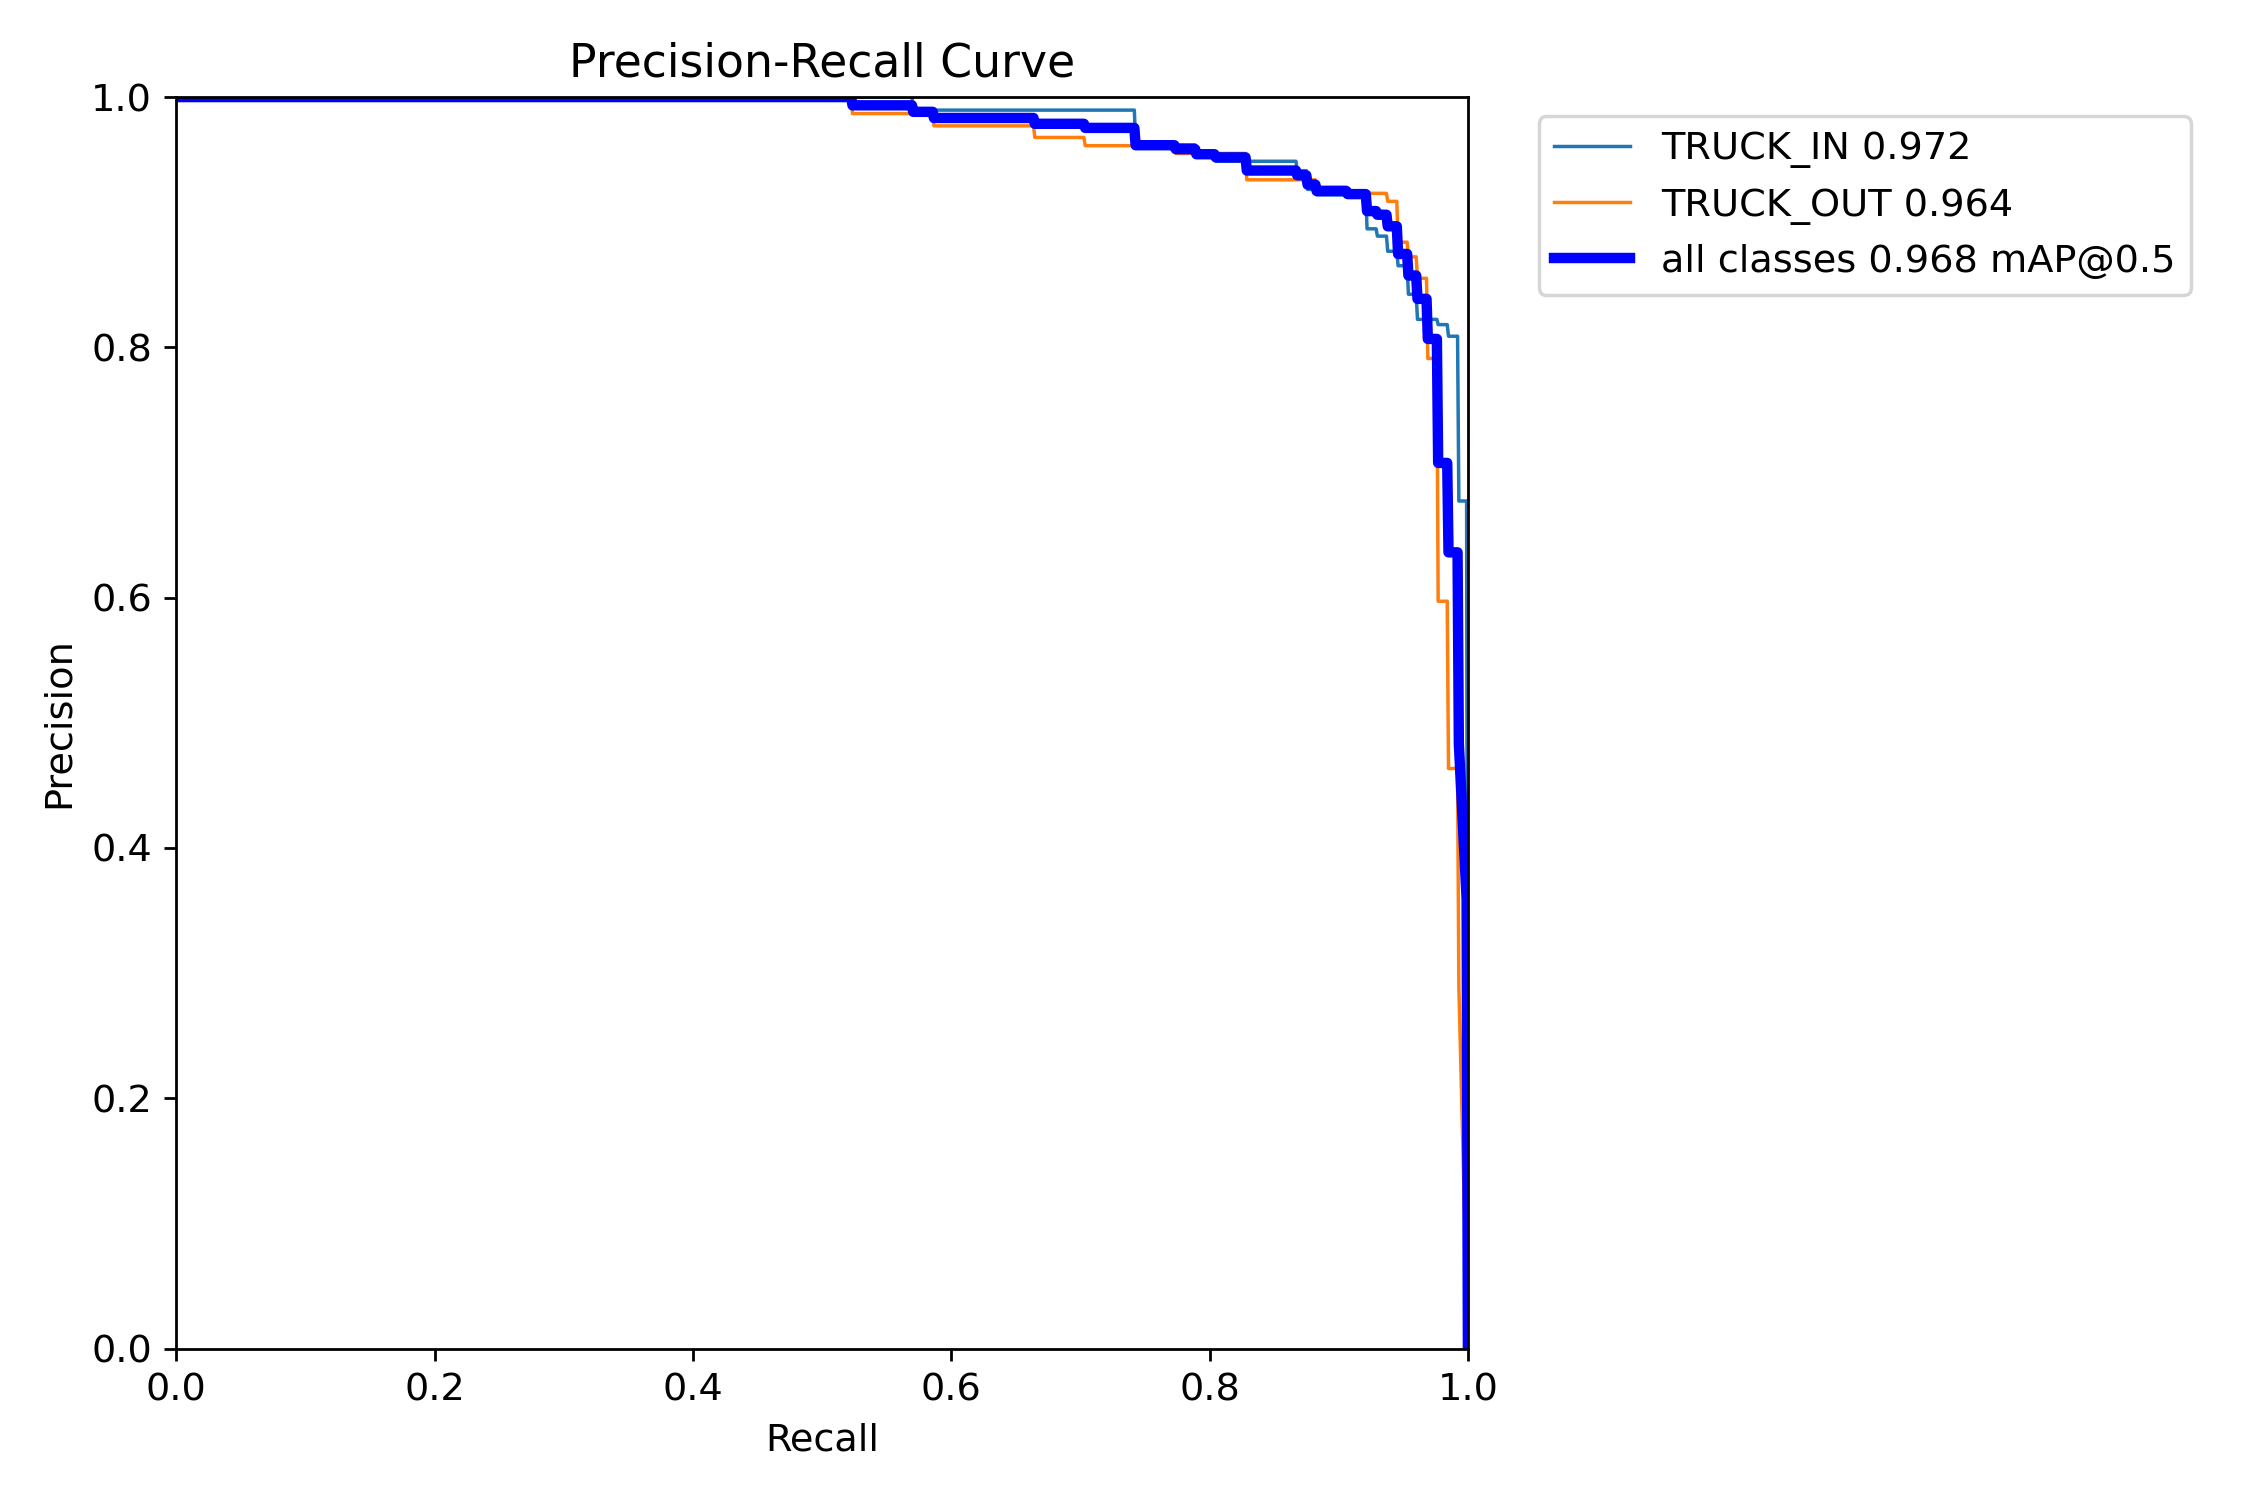 Precision-Recall Curve
1.0
0.8
0.6
0.4
0.2
0.0
Precision
0.0 0.2 0.4 0.6 0.8 1.0
Recall
TRUCK_IN 0.972
TRUCK_OUT 0.964
all classes 0.968 mAP@0.5